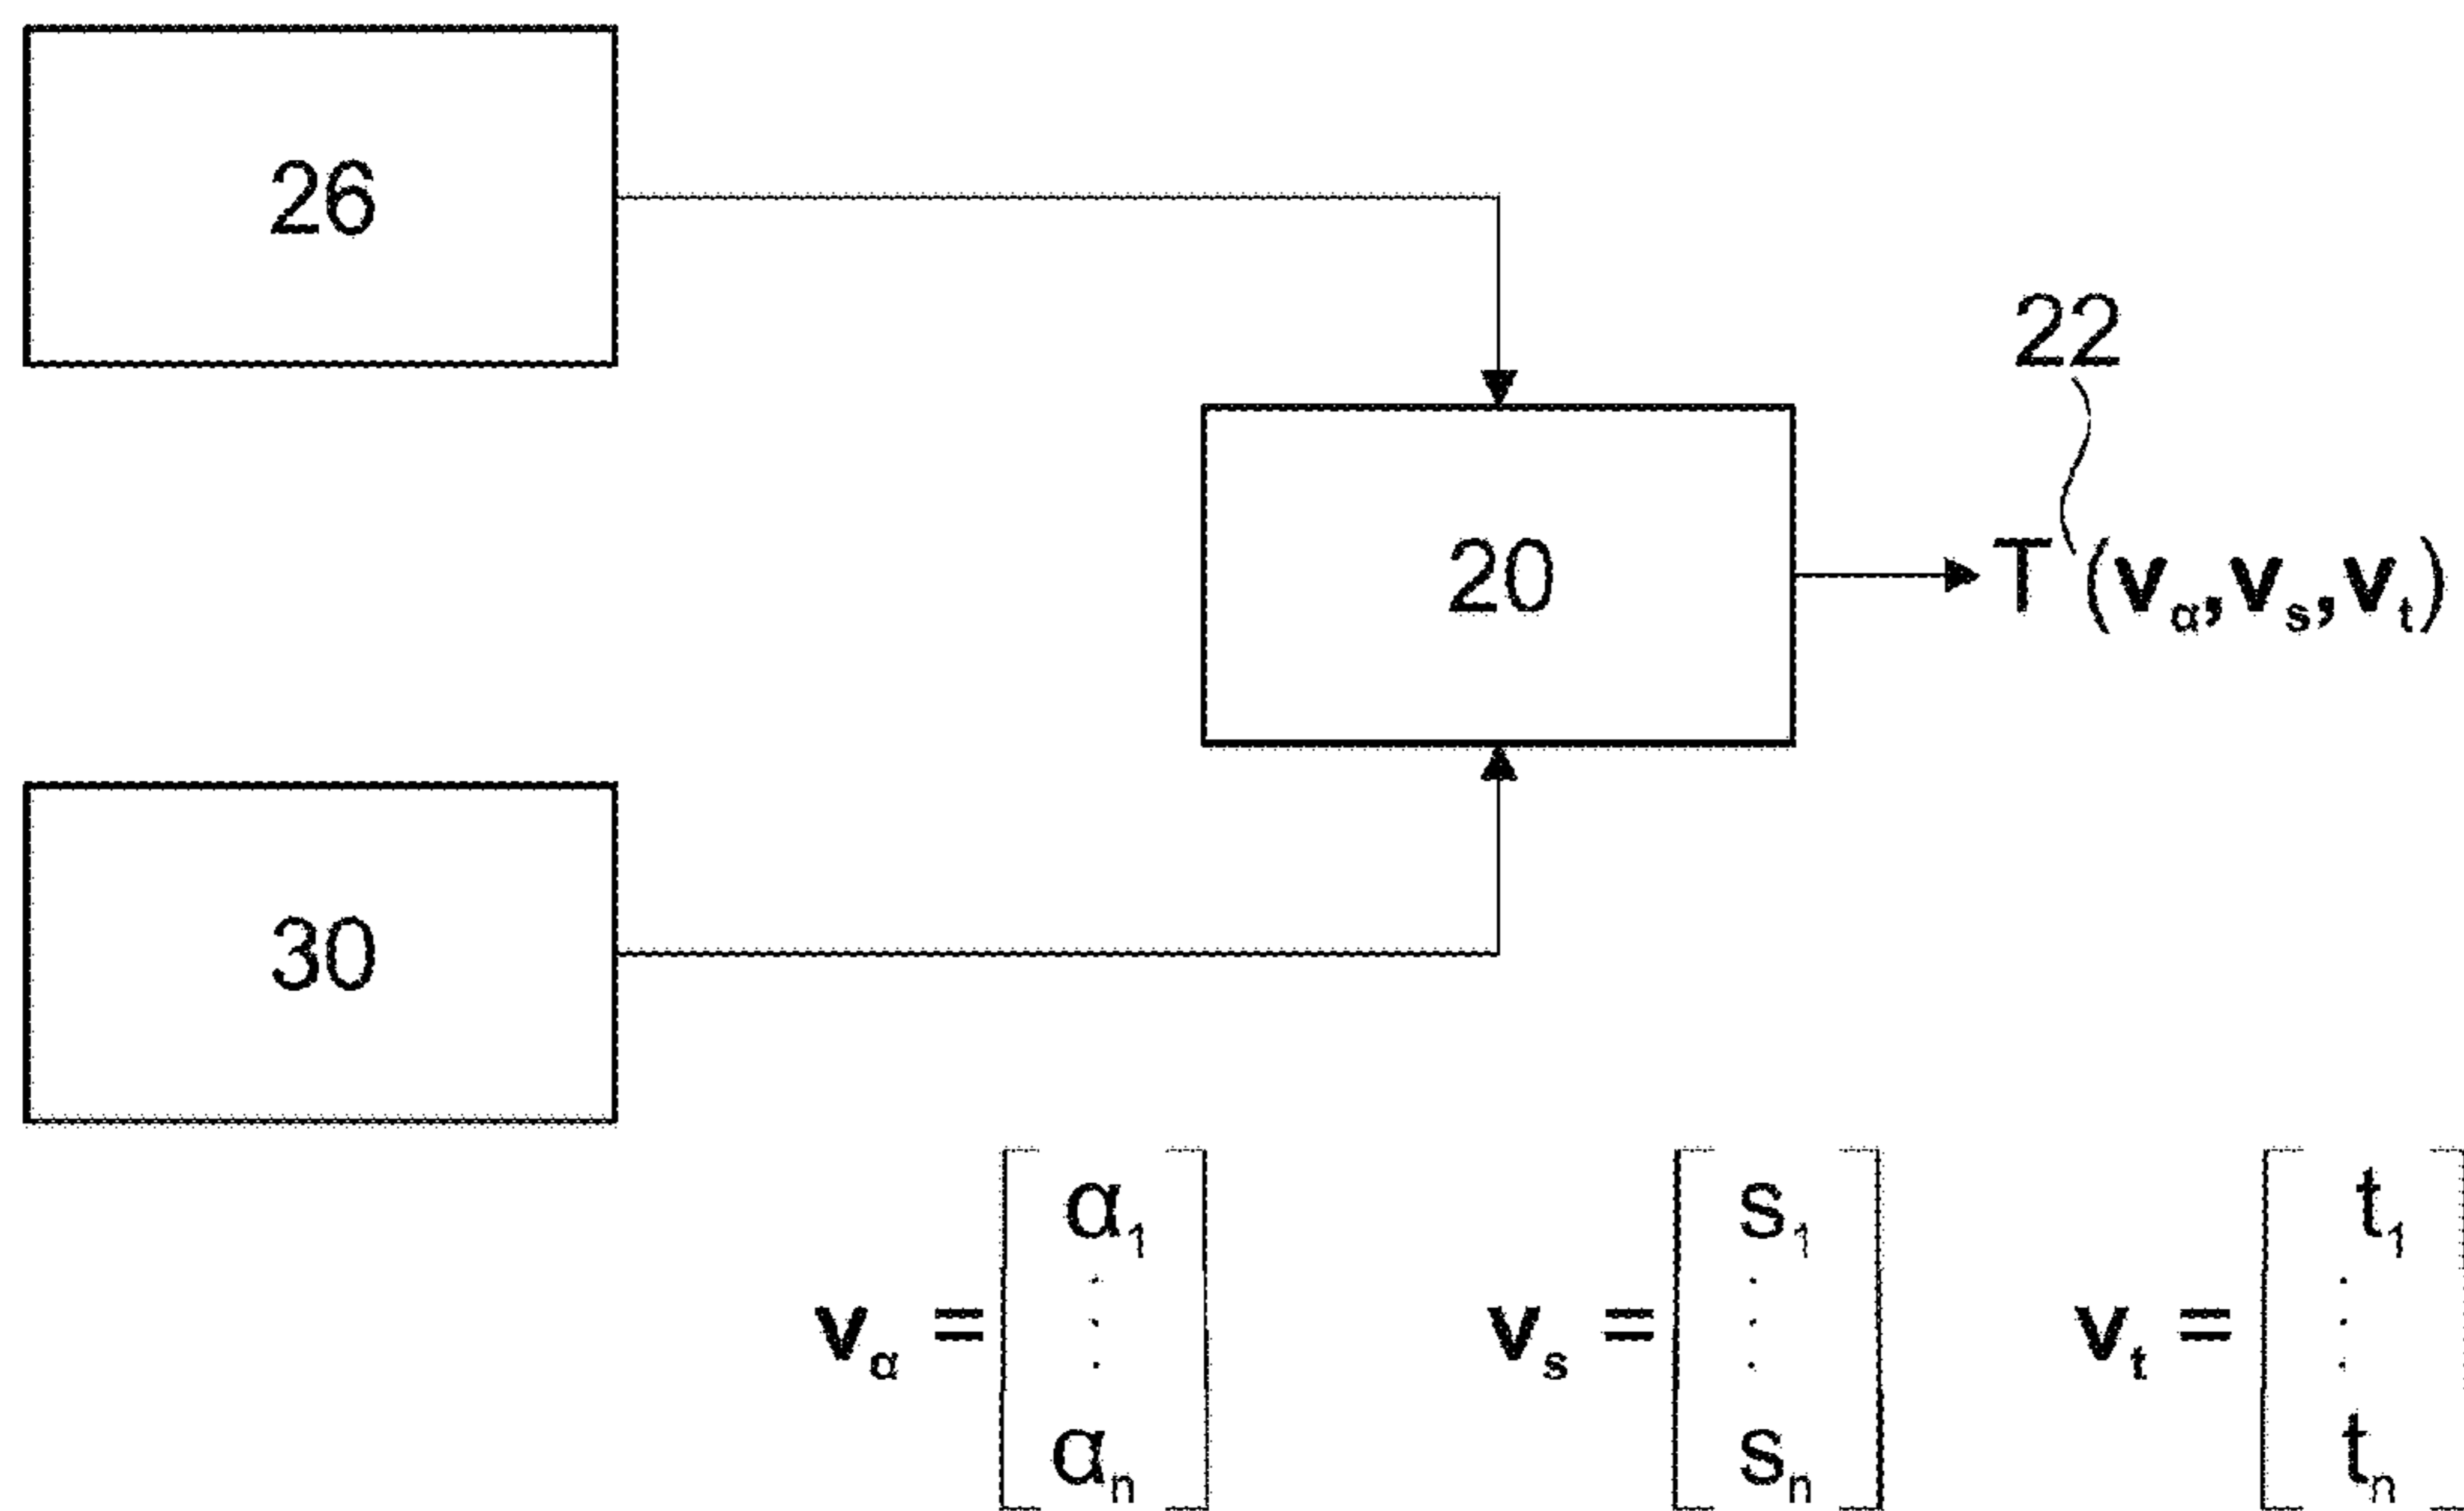 26
22
20
T (vα,vs,vt)
30
vα = [α1 . . . αn]
vs = [s1 . . . sn]
vt = [t1 . . . tn]